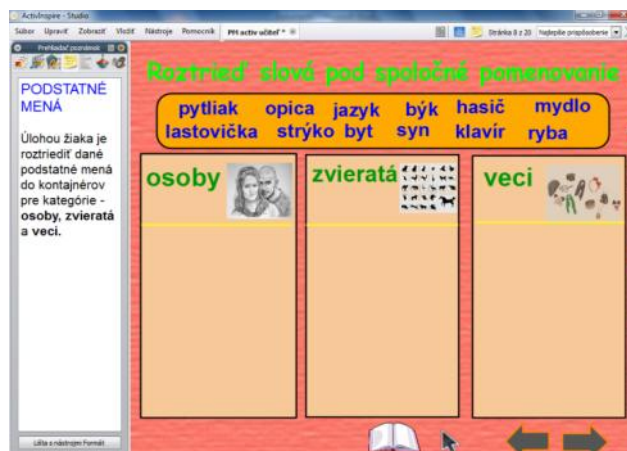 ActivInspire - Studio
Súbor Upraviť Zobraziť Vložiť Nástroje Pomocník PM activ učiteľ * Stránka 8 z 20 Najlepšie prispôsobenie
Prehliadač poznámok
PODSTATNÉ
MENÁ
Úlohou žiaka je
roztriediť dané
podstatné mená
do kontajnérov
pre kategórie -
osoby, zvieratá
a veci.
Lišta s nástrojmi Formát
Roztrieď slová pod spoločné pomenovanie
pytliak opica jazyk býk hasič mydlo
lastovička strýko byt syn klavír ryba
osoby zvieratá veci